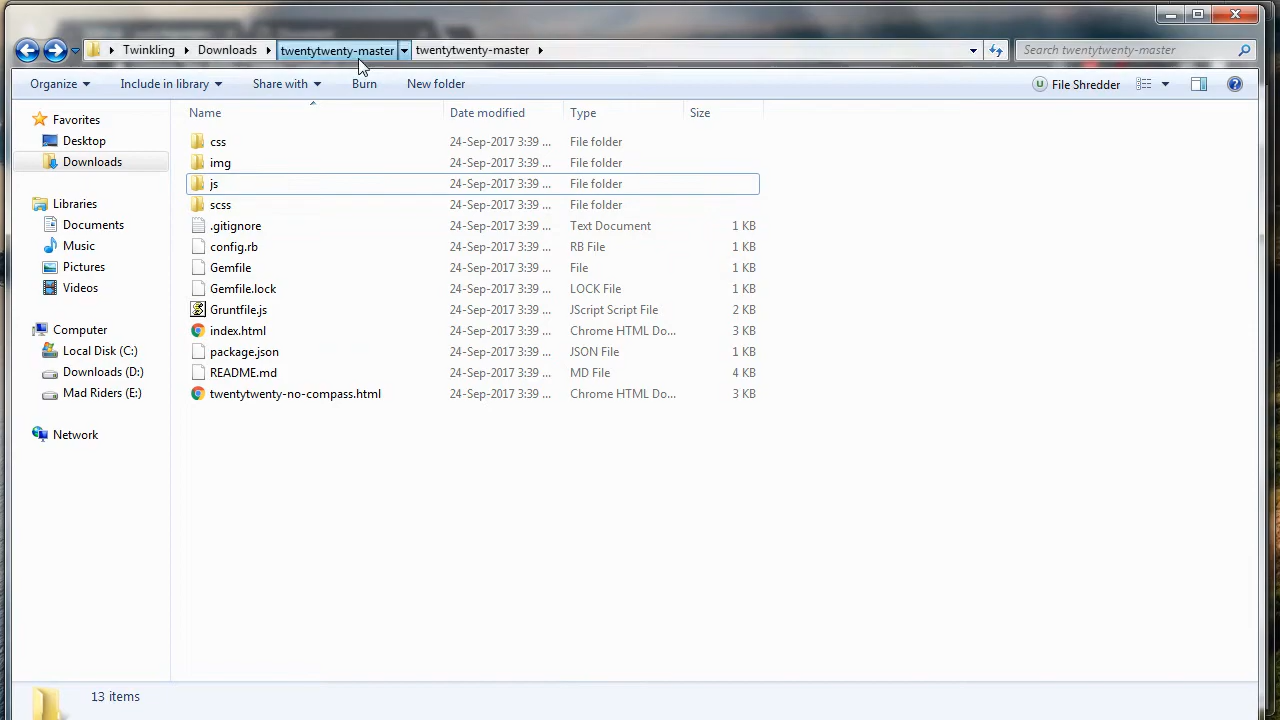 Twinkling Downloads twentytwenty-master twentytwenty-master Search twentytwenty-master
Organize Include in library Share with Burn New folder File Shredder
Name Date modified Type Size
Favorites
Desktop
Downloads
Libraries
Documents
Music
Pictures
Videos
Computer
Local Disk (C:)
Downloads (D:)
Mad Riders (E:)
Network
css 24-Sep-2017 3:39 ... File folder
img 24-Sep-2017 3:39 ... File folder
js 24-Sep-2017 3:39 ... File folder
scss 24-Sep-2017 3:39 ... File folder
.gitignore 24-Sep-2017 3:39 ... Text Document 1 KB
config.rb 24-Sep-2017 3:39 ... RB File 1 KB
Gemfile 24-Sep-2017 3:39 ... File 1 KB
Gemfile.lock 24-Sep-2017 3:39 ... LOCK File 1 KB
Gruntfile.js 24-Sep-2017 3:39 ... JScript Script File 2 KB
index.html 24-Sep-2017 3:39 ... Chrome HTML Do... 3 KB
package.json 24-Sep-2017 3:39 ... JSON File 1 KB
README.md 24-Sep-2017 3:39 ... MD File 4 KB
twentytwenty-no-compass.html 24-Sep-2017 3:39 ... Chrome HTML Do... 3 KB
13 items